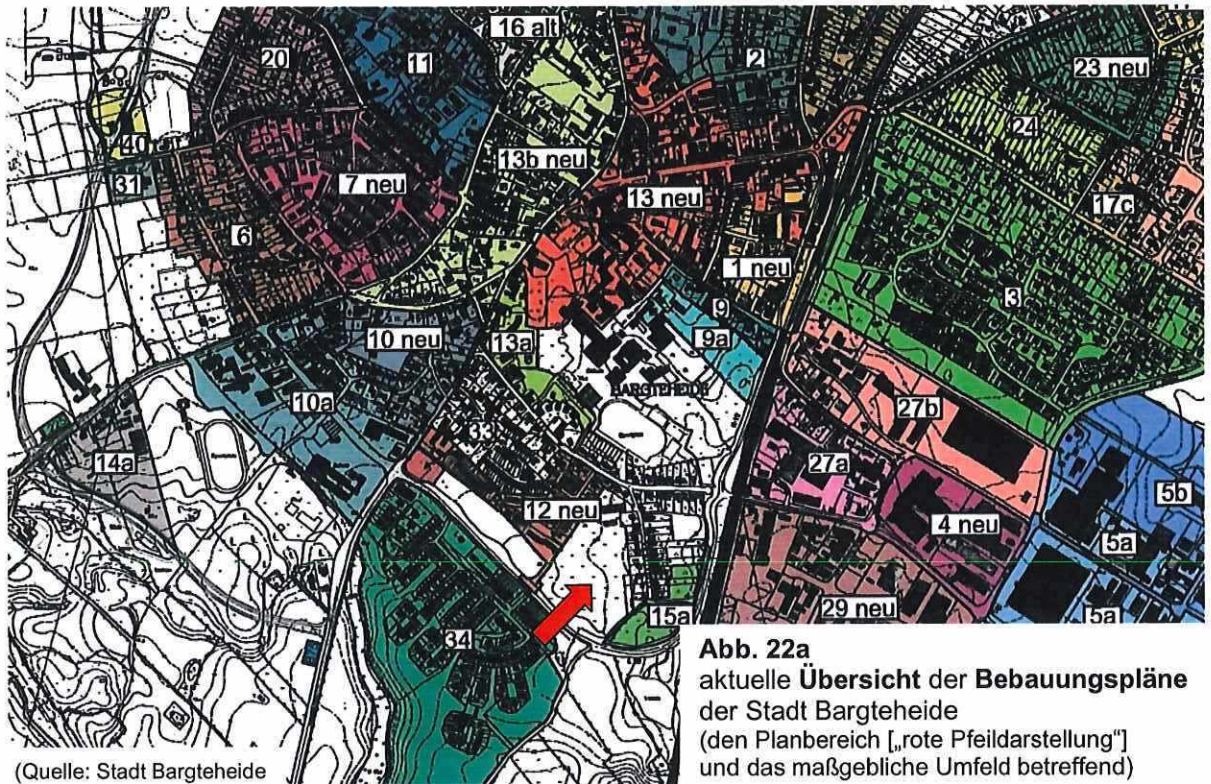 16 alt
20
11
2
23 neu
24
40
31
7 neu
13b neu
13 neu
17c
6
1 neu
3
9
9a
10 neu
13a
BARGTEHEIDE
10a
27b
33
14a
27a
5b
12 neu
4 neu
5a
29 neu
5a
15a
34
Abb. 22a
aktuelle Übersicht der Bebauungspläne
der Stadt Bargteheide
(den Planbereich [„rote Pfeildarstellung"]
und das maßgebliche Umfeld betreffend)
(Quelle: Stadt Bargteheide